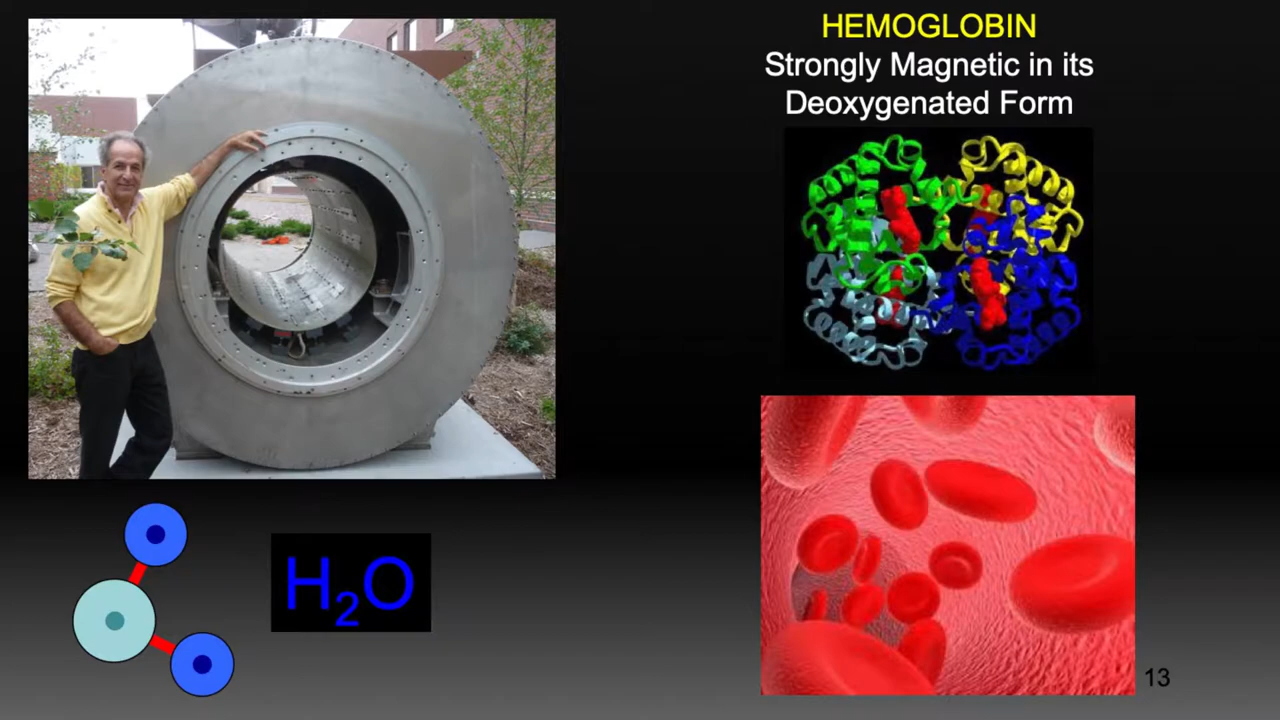 HEMOGLOBIN
Strongly Magnetic in its
Deoxygenated Form
H₂O
13